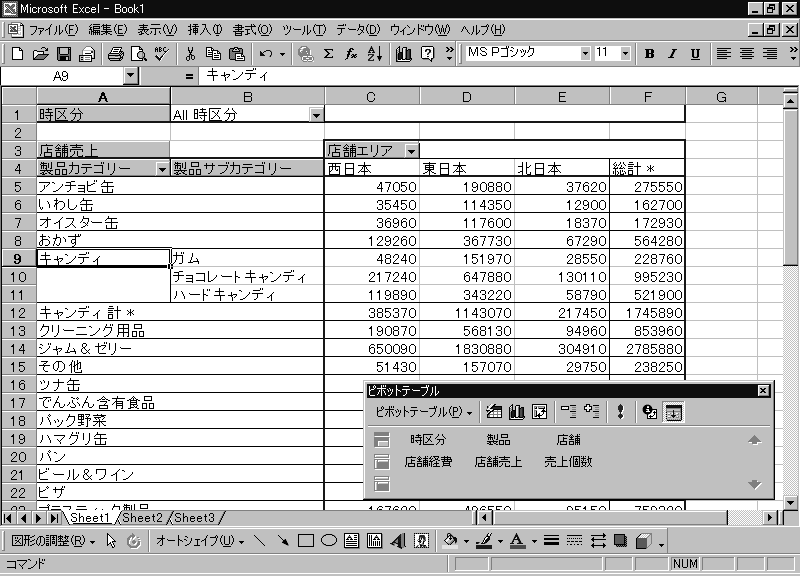 Microsoft Excel - Book1
ファイル(F) 編集(E) 表示(V) 挿入(I) 書式(O) ツール(T) データ(D) ウィンドウ(W) ヘルプ(H)
MS Pゴシック 11 B I U
A9 = キャンディ
A B C D E F G
1 時区分 All 時区分
2
3 店舗売上 店舗エリア
4 製品カテゴリー 製品サブカテゴリー 西日本 東日本 北日本 総計 *
5 アンチョビ缶 47050 190880 37620 275550
6 いわし缶 35450 114350 12900 162700
7 オイスター缶 36960 117600 18370 172930
8 おかず 129260 367730 67290 564280
9 キャンディ ガム 48240 151970 28550 228760
10 チョコレートキャンディ 217240 647880 130110 995230
11 ハードキャンディ 119890 343220 58790 521900
12 キャンディ 計 * 385370 1143070 217450 1745890
13 クリーニング用品 190870 568130 94960 853960
14 ジャム＆ゼリー 650090 1830880 304910 2785880
15 その他 51430 157070 29750 238250
16 ツナ缶
17 でんぷん含有食品
18 パック野菜
19 ハマグリ缶
20 パン
21 ビール＆ワイン
22 ピザ
ピボットテーブル
ピボットテーブル(P)
時区分 製品 店舗
店舗経費 店舗売上 売上個数
Sheet1 Sheet2 Sheet3
図形の調整(R) オートシェイプ(U)
コマンド NUM